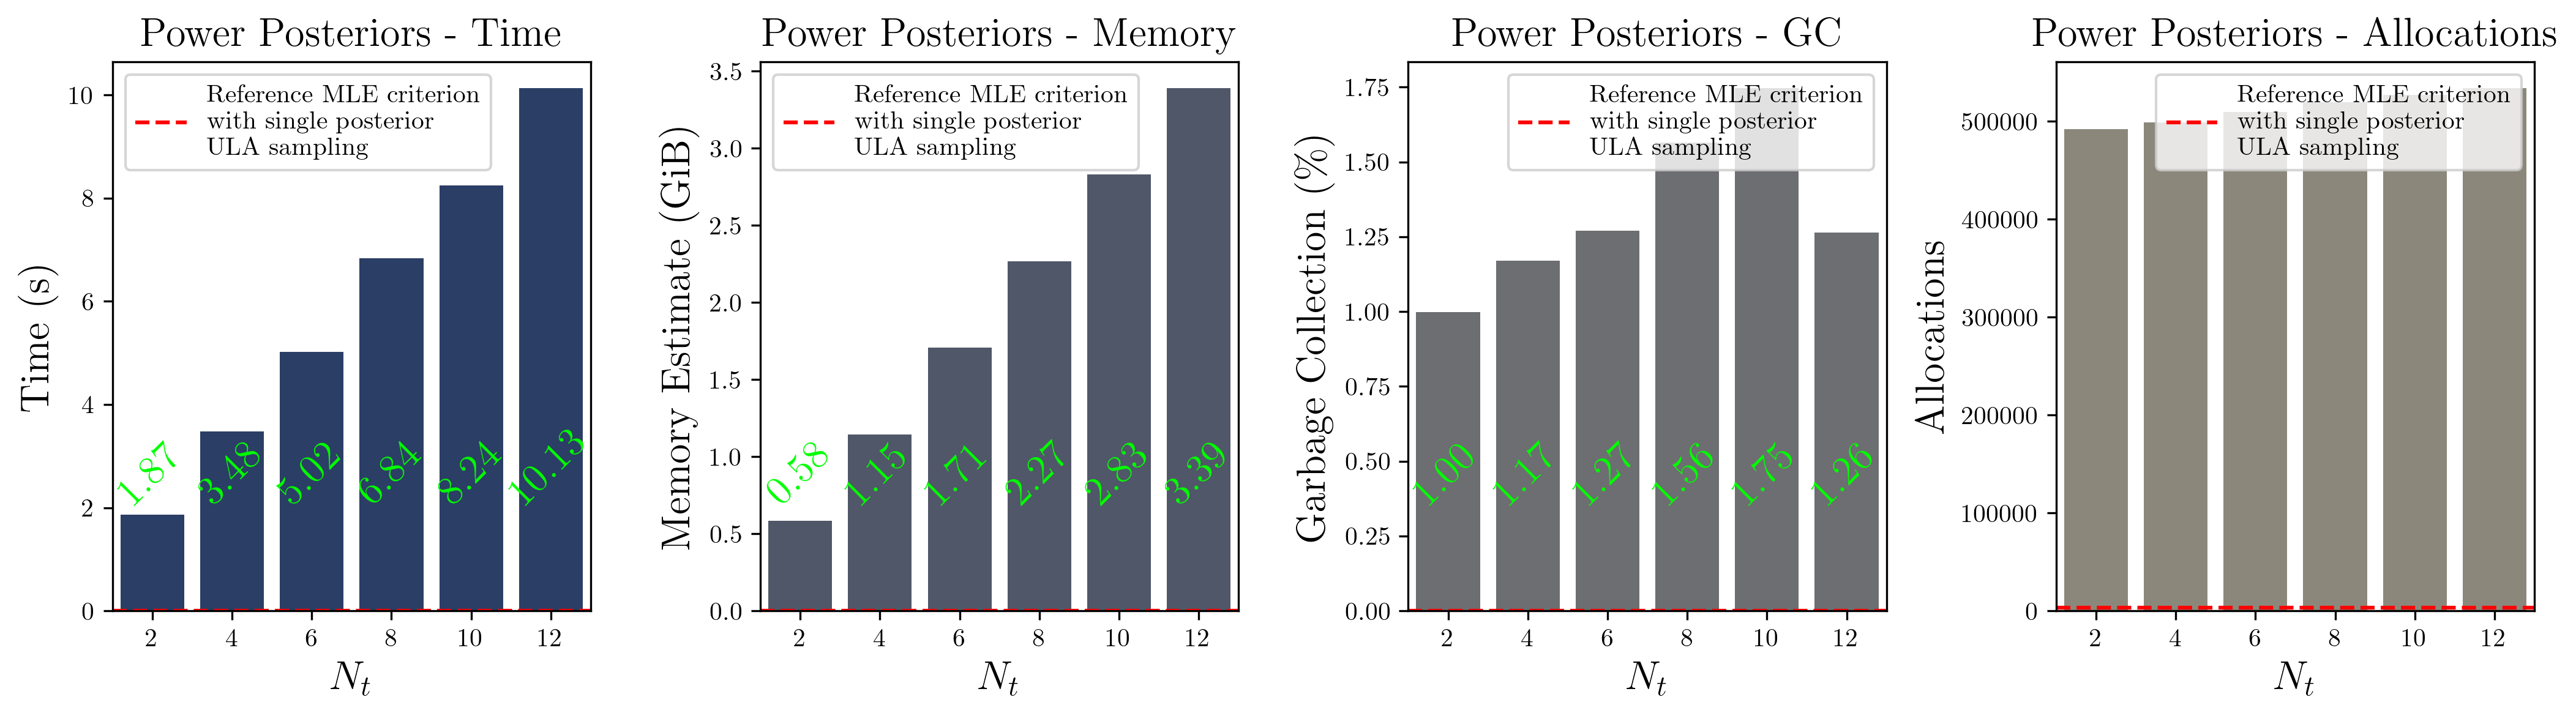 Power Posteriors - Time
Reference MLE criterion
with single posterior
ULA sampling
Time (s)
10
8
6
4
2
0
1.87
3.48
5.02
6.84
8.24
10.13
2 4 6 8 10 12
N_t
Power Posteriors - Memory
Reference MLE criterion
with single posterior
ULA sampling
Memory Estimate (GiB)
3.5
3.0
2.5
2.0
1.5
1.0
0.5
0.0
0.58
1.15
1.71
2.27
2.83
3.39
2 4 6 8 10 12
N_t
Power Posteriors - GC
Reference MLE criterion
with single posterior
ULA sampling
Garbage Collection (%)
1.75
1.50
1.25
1.00
0.75
0.50
0.25
0.00
1.00
1.17
1.27
1.56
1.75
1.26
2 4 6 8 10 12
N_t
Power Posteriors - Allocations
Reference MLE criterion
with single posterior
ULA sampling
Allocations
500000
400000
300000
200000
100000
0
2 4 6 8 10 12
N_t